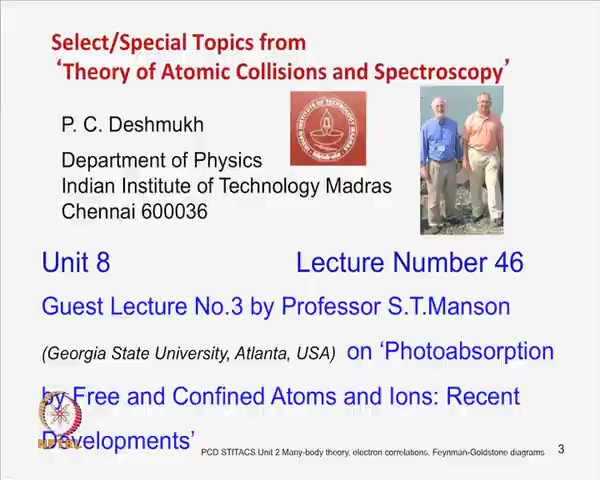 Select/Special Topics from
‘Theory of Atomic Collisions and Spectroscopy’
P. C. Deshmukh
Department of Physics
Indian Institute of Technology Madras
Chennai 600036
Unit 8 Lecture Number 46
Guest Lecture No.3 by Professor S.T.Manson
(Georgia State University, Atlanta, USA) on ‘Photoabsorption
by Free and Confined Atoms and Ions: Recent
Developments’
NPTEL
PCD STITACS Unit 2 Many-body theory, electron correlations. Feynman-Goldstone diagrams 3